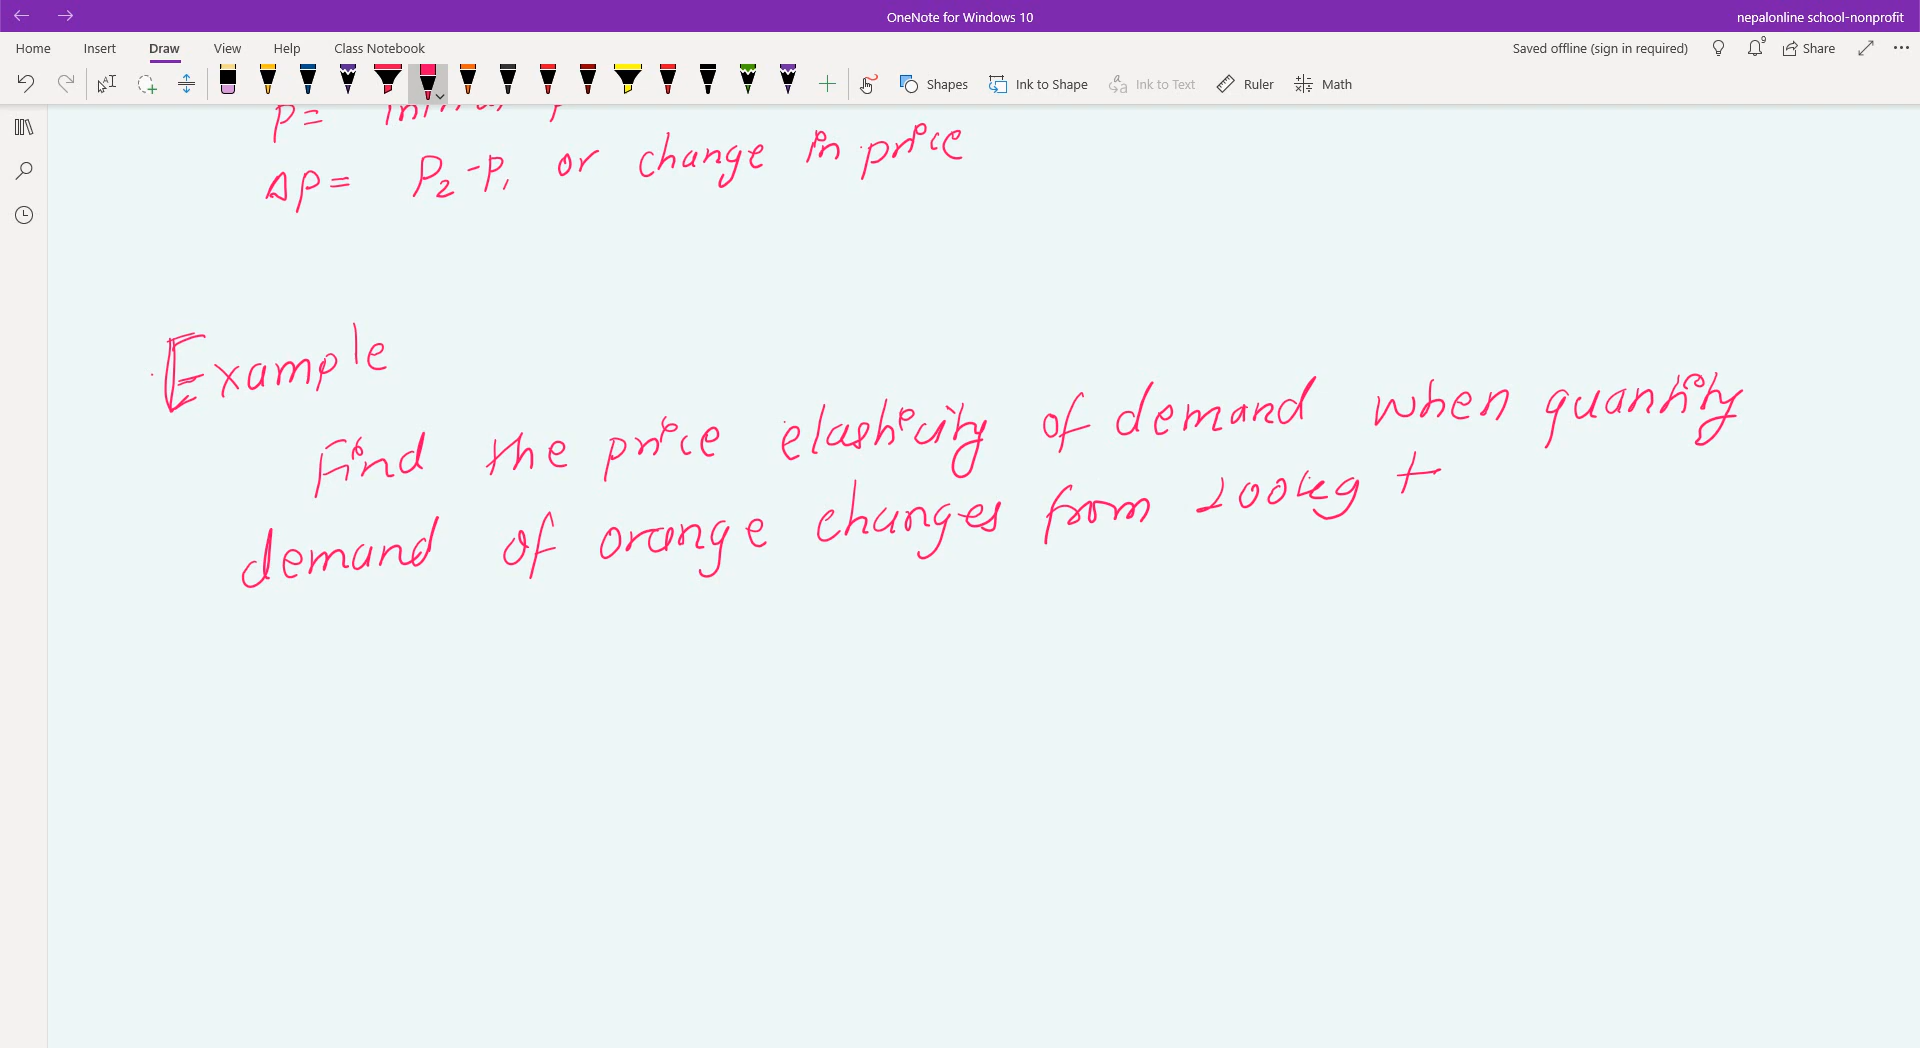 OneNote for Windows 10
nepalonline school-nonprofit
Home Insert Draw View Help Class Notebook
Saved offline (sign in required) Share
Shapes Ink to Shape Ink to Text Ruler Math
P=
ΔP= P2-P1 or change in price
Example
Find the price elasticity of demand when quantity
demand of orange changes from 200kg t